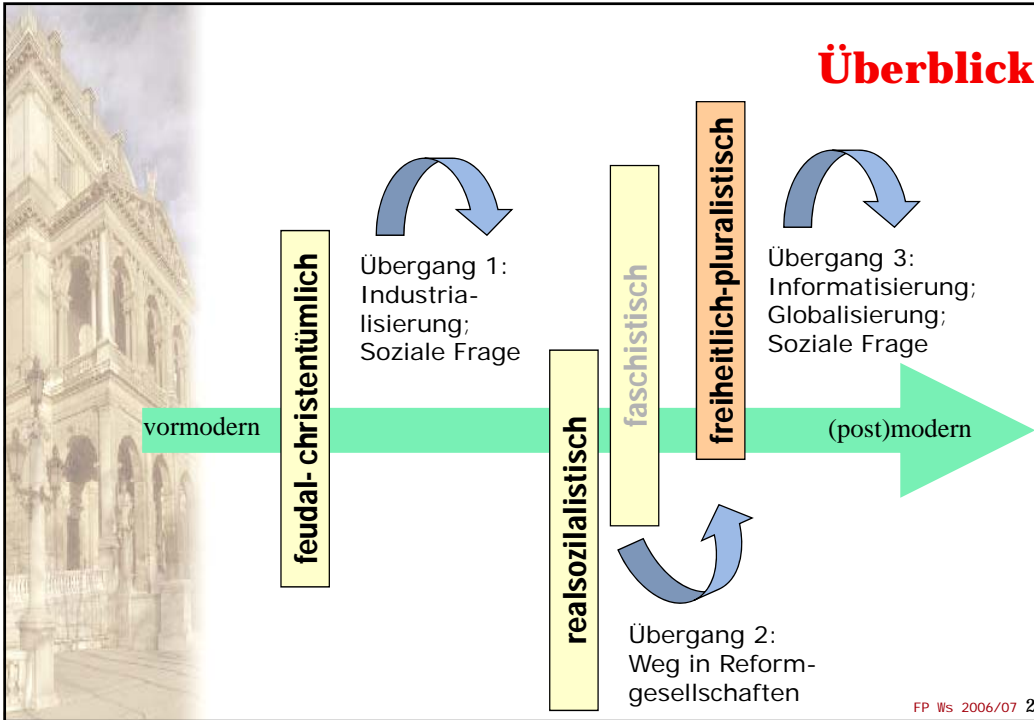 Überblick
feudal- christentümlich
Übergang 1:
Industria-
lisierung;
Soziale Frage
realsozilalistisch
faschistisch
freiheitlich-pluralistisch
Übergang 3:
Informatisierung;
Globalisierung;
Soziale Frage
vormodern
(post)modern
Übergang 2:
Weg in Reform-
gesellschaften
FP Ws 2006/07 2